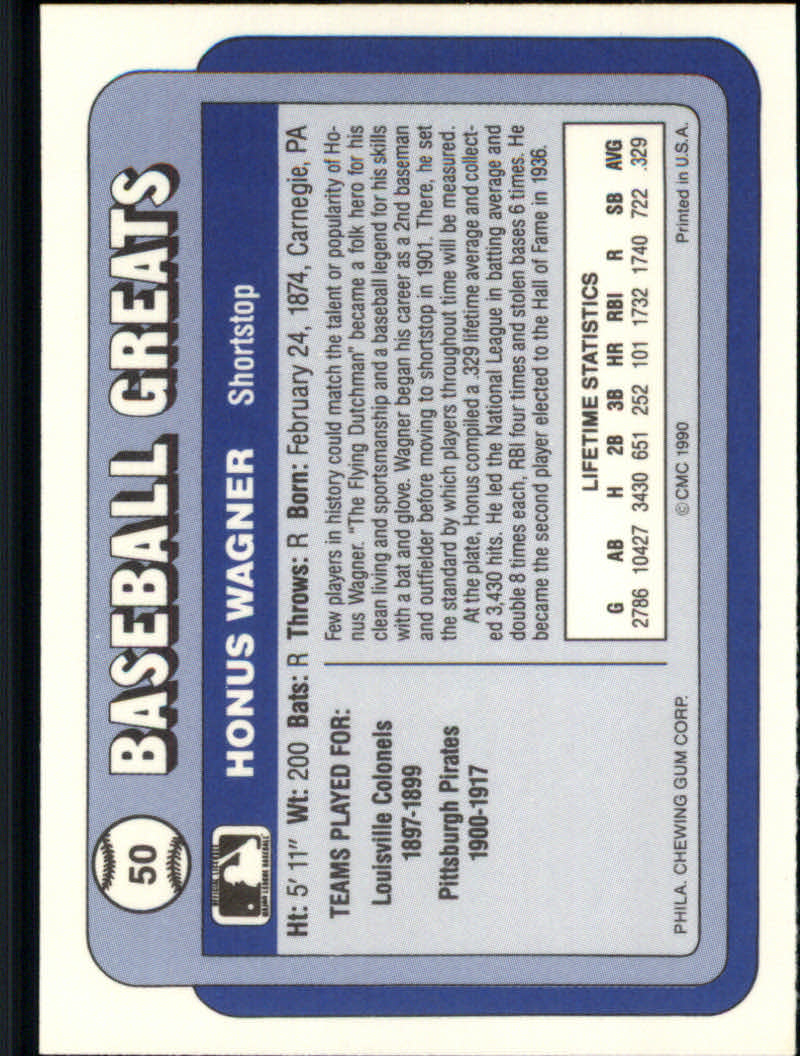 50
BASEBALL GREATS
HONUS WAGNER Shortstop
Ht: 5' 11" Wt: 200 Bats: R Throws: R Born: February 24, 1874, Carnegie, PA
TEAMS PLAYED FOR:
Louisville Colonels
1897-1899
Pittsburgh Pirates
1900-1917
Few players in history could match the talent or popularity of Ho-
nus Wagner. "The Flying Dutchman" became a folk hero for his
clean living and sportsmanship and a baseball legend for his skills
with a bat and glove. Wagner began his career as a 2nd baseman
and outfielder before moving to shortstop in 1901. There, he set
the standard by which players throughout time will be measured.
At the plate, Honus compiled a .329 lifetime average and collect-
ed 3,430 hits. He led the National League in batting average and
double 8 times each, RBI four times and stolen bases 6 times. He
became the second player elected to the Hall of Fame in 1936.
LIFETIME STATISTICS
G AB H 2B 3B HR RBI R SB AVG
2786 10427 3430 651 252 101 1732 1740 722 .329
PHILA. CHEWING GUM CORP. © CMC 1990 Printed in U.S.A.